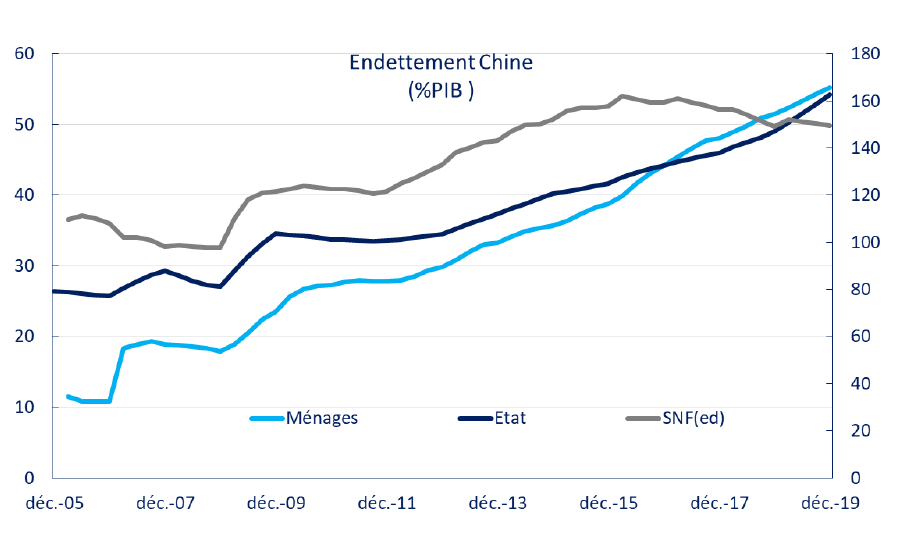 Endettement Chine
(%PIB )
60
50
40
30
20
10
0
180
160
140
120
100
80
60
40
20
0
Ménages
Etat
SNF(ed)
déc.-05
déc.-07
déc.-09
déc.-11
déc.-13
déc.-15
déc.-17
déc.-19